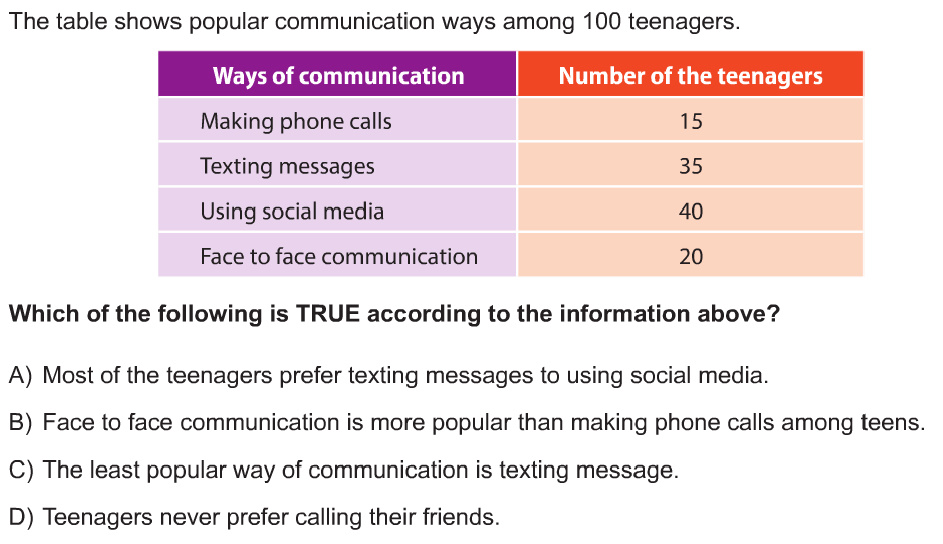 The table shows popular communication ways among 100 teenagers.
Ways of communication Number of the teenagers
Making phone calls 15
Texting messages 35
Using social media 40
Face to face communication 20
Which of the following is TRUE according to the information above?
A) Most of the teenagers prefer texting messages to using social media.
B) Face to face communication is more popular than making phone calls among teens.
C) The least popular way of communication is texting message.
D) Teenagers never prefer calling their friends.